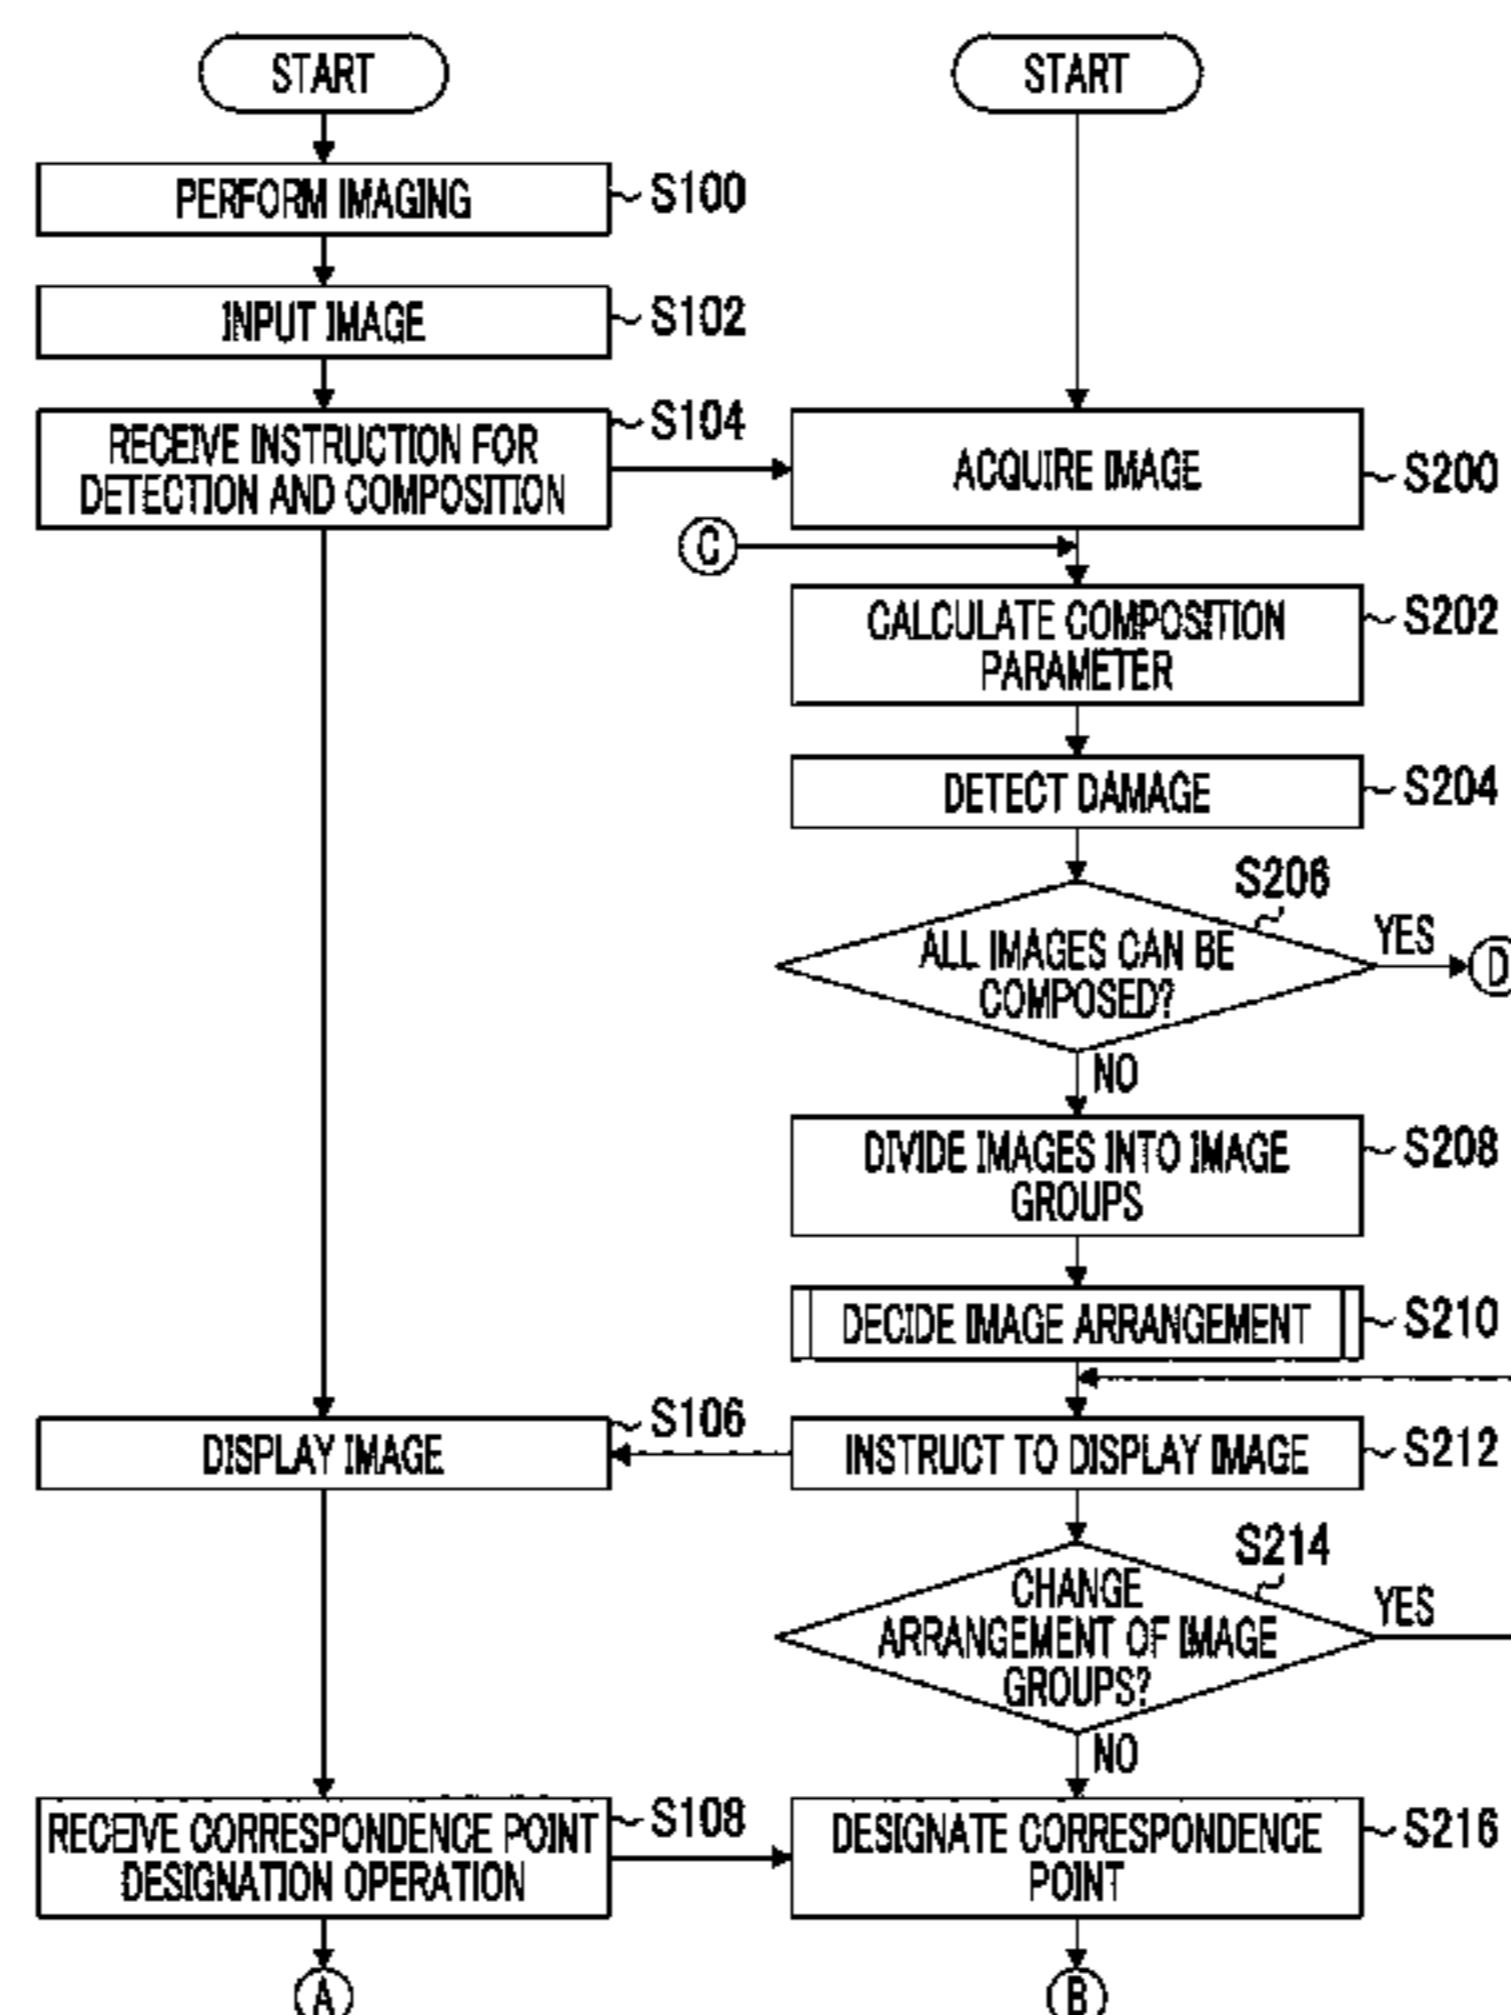 START
PERFORM IMAGING
S100
INPUT IMAGE
S102
RECEIVE INSTRUCTION FOR
DETECTION AND COMPOSITION
S104
START
ACQUIRE IMAGE
S200
C
CALCULATE COMPOSITION
PARAMETER
S202
DETECT DAMAGE
S204
S206
ALL IMAGES CAN BE
COMPOSED?
YES
D
NO
DIVIDE IMAGES INTO IMAGE
GROUPS
S208
DECIDE IMAGE ARRANGEMENT
S210
DISPLAY IMAGE
S106
INSTRUCT TO DISPLAY IMAGE
S212
S214
CHANGE
ARRANGEMENT OF IMAGE
GROUPS?
YES
NO
RECEIVE CORRESPONDENCE POINT
DESIGNATION OPERATION
S108
DESIGNATE CORRESPONDENCE
POINT
S216
A
B